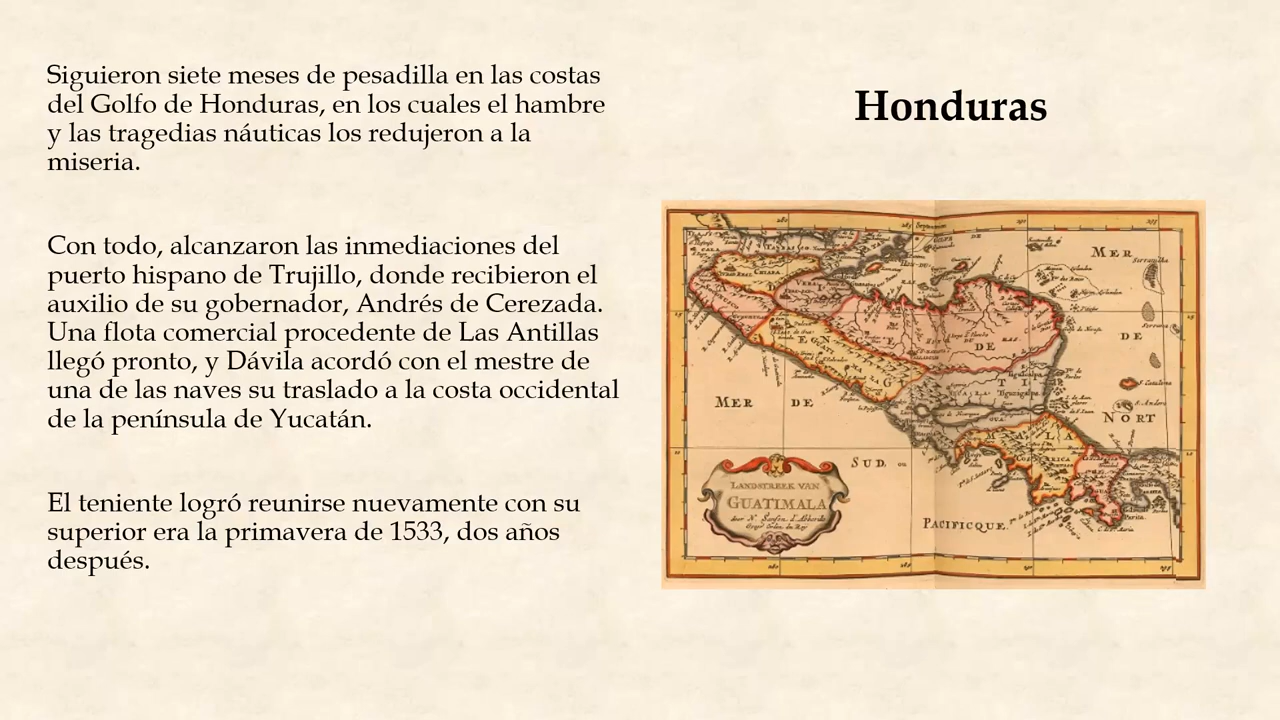 Siguieron siete meses de pesadilla en las costas
del Golfo de Honduras, en los cuales el hambre
y las tragedias náuticas los redujeron a la
miseria.
Con todo, alcanzaron las inmediaciones del
puerto hispano de Trujillo, donde recibieron el
auxilio de su gobernador, Andrés de Cerezada.
Una flota comercial procedente de Las Antillas
llegó pronto, y Dávila acordó con el mestre de
una de las naves su traslado a la costa occidental
de la península de Yucatán.
El teniente logró reunirse nuevamente con su
superior era la primavera de 1533, dos años
después.
Honduras
MER
DE
NORT
MER DE
SUD. ou
PACIFICQUE.
LANDSTREEK VAN
GUATIMALA